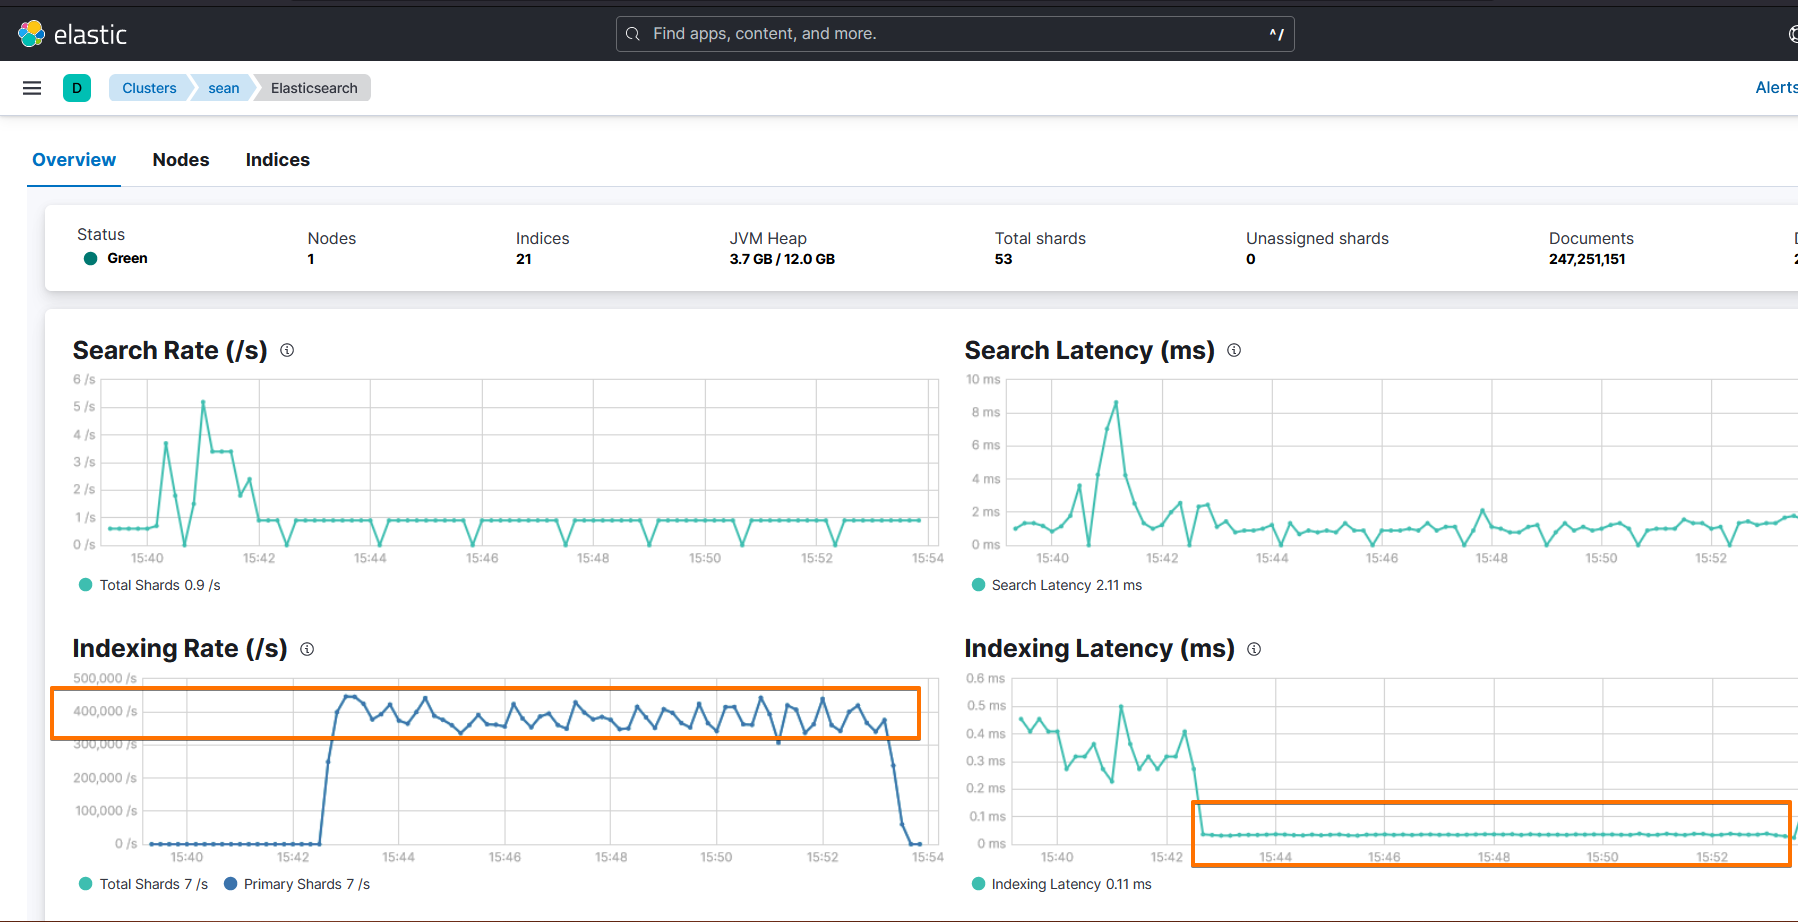 elastic
Find apps, content, and more.
^/
D
Clusters
sean
Elasticsearch
Alerts
Overview
Nodes
Indices
Status
Green
Nodes
1
Indices
21
JVM Heap
3.7 GB / 12.0 GB
Total shards
53
Unassigned shards
0
Documents
247,251,151
Search Rate (/s)
6 /s
5 /s
4 /s
3 /s
2 /s
1 /s
0 /s
15:40 15:42 15:44 15:46 15:48 15:50 15:52 15:54
Total Shards 0.9 /s
Search Latency (ms)
10 ms
8 ms
6 ms
4 ms
2 ms
0 ms
15:40 15:42 15:44 15:46 15:48 15:50 15:52
Search Latency 2.11 ms
Indexing Rate (/s)
500,000 /s
400,000 /s
300,000 /s
200,000 /s
100,000 /s
0 /s
15:40 15:42 15:44 15:46 15:48 15:50 15:52 15:54
Total Shards 7 /s Primary Shards 7 /s
Indexing Latency (ms)
0.6 ms
0.5 ms
0.4 ms
0.3 ms
0.2 ms
0.1 ms
0 ms
15:40 15:42 15:44 15:46 15:48 15:50 15:52
Indexing Latency 0.11 ms